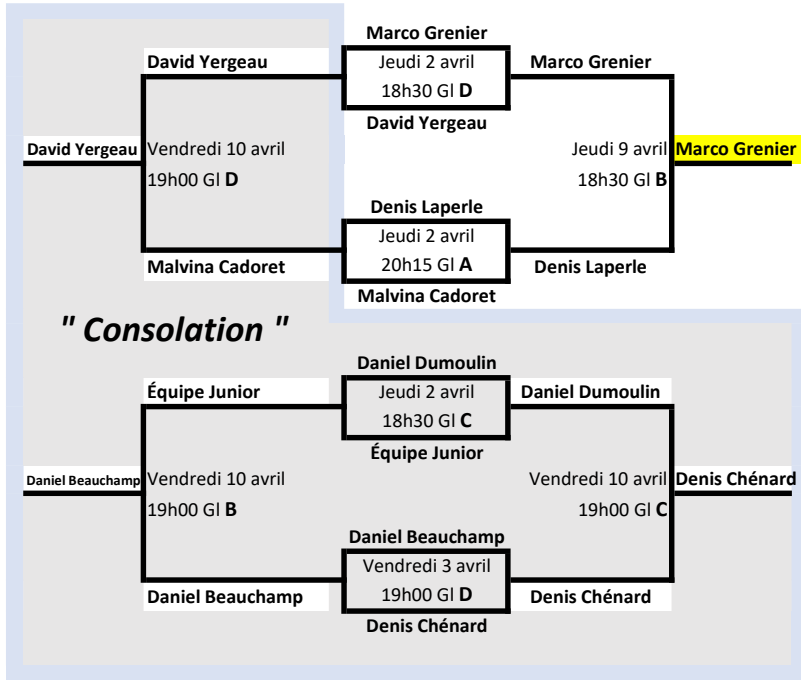 Marco Grenier
David Yergeau
Jeudi 2 avril
Marco Grenier
18h30 Gl D
David Yergeau
David Yergeau
Vendredi 10 avril
Jeudi 9 avril
Marco Grenier
19h00 Gl D
18h30 Gl B
Denis Laperle
Jeudi 2 avril
20h15 Gl A
Malvina Cadoret
Denis Laperle
Malvina Cadoret
" Consolation "
Daniel Dumoulin
Équipe Junior
Jeudi 2 avril
Daniel Dumoulin
18h30 Gl C
Équipe Junior
Daniel Beauchamp
Vendredi 10 avril
Vendredi 10 avril
Denis Chénard
19h00 Gl B
19h00 Gl C
Daniel Beauchamp
Vendredi 3 avril
19h00 Gl D
Daniel Beauchamp
Denis Chénard
Denis Chénard